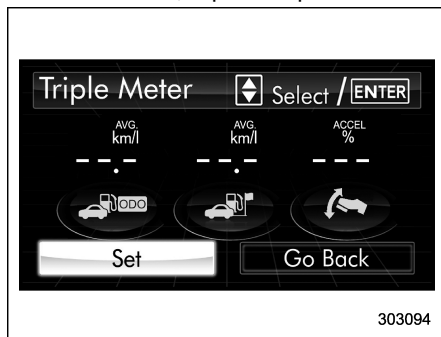 Triple Meter Select / ENTER
AVG. AVG. ACCEL
km/l km/l %
---.- ---.- ---
ODO
Set Go Back
303094